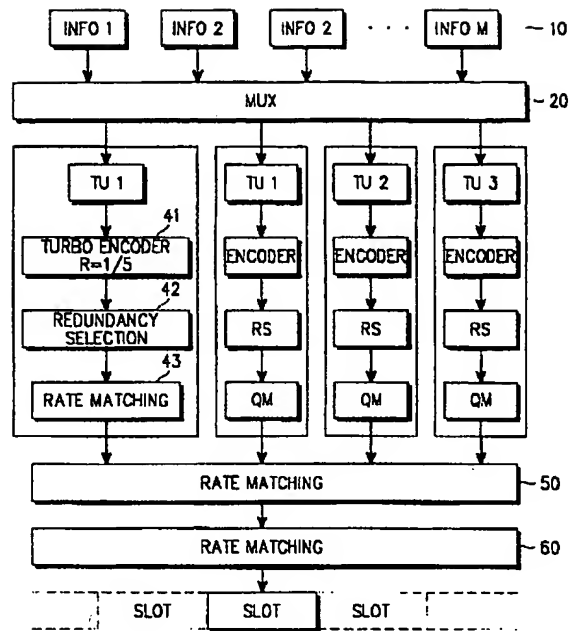 INFO 1 INFO 2 INFO 2 · · · INFO M 10
MUX 20
TU 1 TU 1 TU 2 TU 3
41
TURBO ENCODER
R=1/5
ENCODER ENCODER ENCODER
42
REDUNDANCY
SELECTION
RS RS RS
43
RATE MATCHING QM QM QM
RATE MATCHING 50
RATE MATCHING 60
SLOT SLOT SLOT